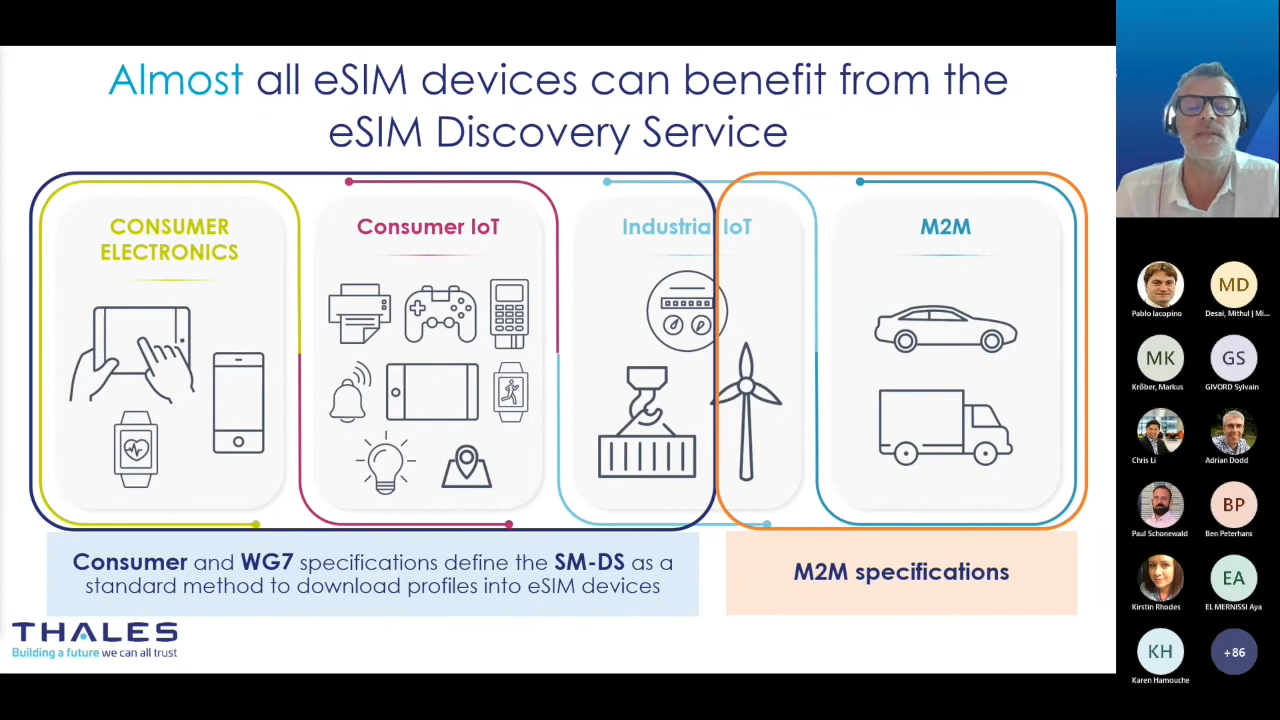 Almost all eSIM devices can benefit from the
eSIM Discovery Service
CONSUMER
ELECTRONICS
Consumer IoT
Industrial IoT
M2M
Consumer and WG7 specifications define the SM-DS as a
standard method to download profiles into eSIM devices
M2M specifications
THALES
Building a future we can all trust
Pablo Iacopino
MD
Desai, Mithul | Mi...
MK
Kröber, Markus
GS
GIVORD Sylvain
Chris Li
Adrian Dodd
Paul Schonewald
BP
Ben Peterhans
Kirstin Rhodes
EA
EL MERNISSI Aya
KH
Karen Hamouche
+86